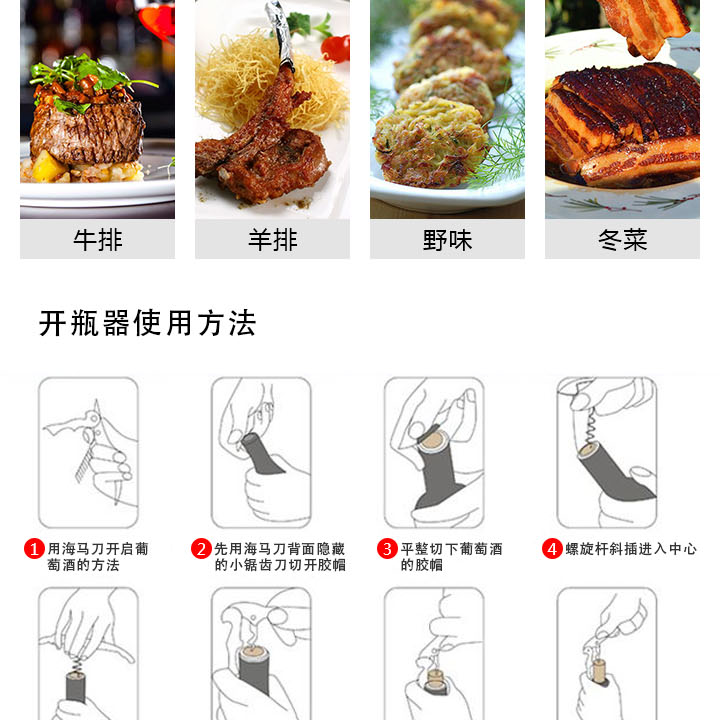 牛排
羊排
野味
冬菜
开瓶器使用方法
1 用海马刀开启葡
萄酒的方法
2 先用海马刀背面隐藏
的小锯齿刀切开胶帽
3 平整切下葡萄酒
的胶帽
4 螺旋杆斜插进入中心